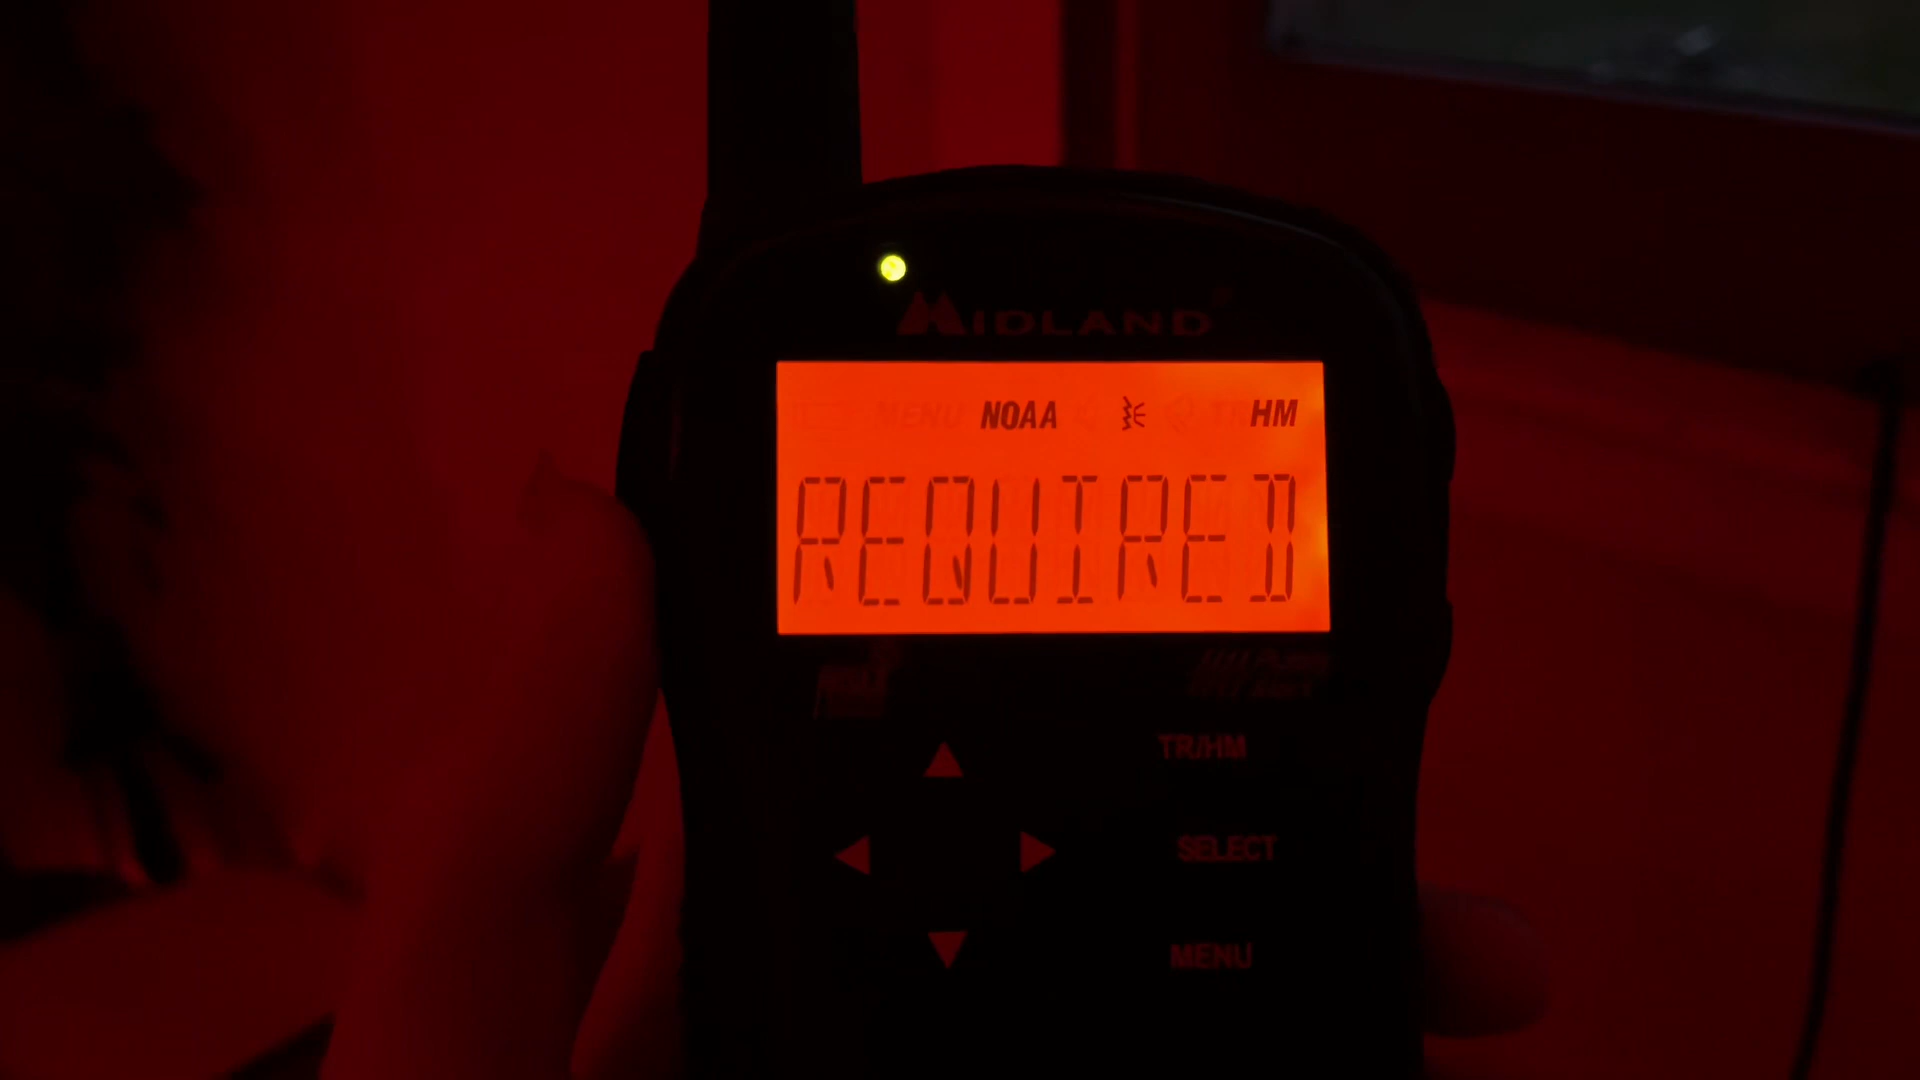 MIDLAND
MENU NOAA TR HM
REQUIRED
TR/HM
SELECT
MENU